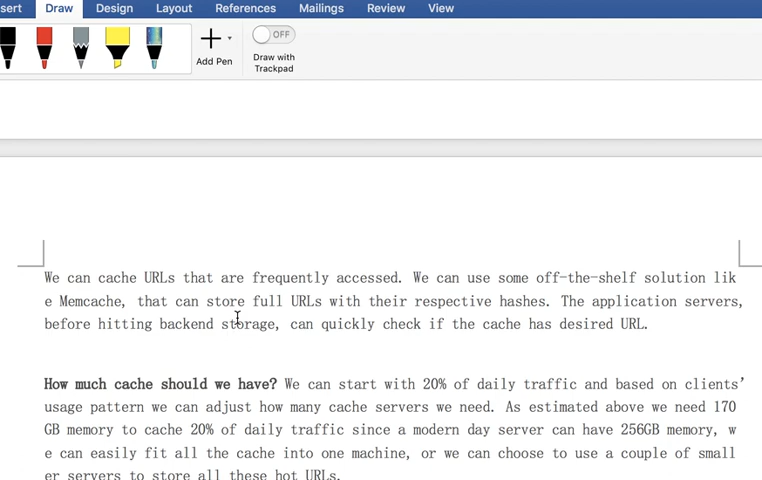 sert Draw Design Layout References Mailings Review View
OFF
Add Pen Draw with
Trackpad
We can cache URLs that are frequently accessed. We can use some off-the-shelf solution lik
e Memcache, that can store full URLs with their respective hashes. The application servers,
before hitting backend storage, can quickly check if the cache has desired URL.
How much cache should we have? We can start with 20% of daily traffic and based on clients’
usage pattern we can adjust how many cache servers we need. As estimated above we need 170
GB memory to cache 20% of daily traffic since a modern day server can have 256GB memory, w
e can easily fit all the cache into one machine, or we can choose to use a couple of small
er servers to store all these hot URLs.